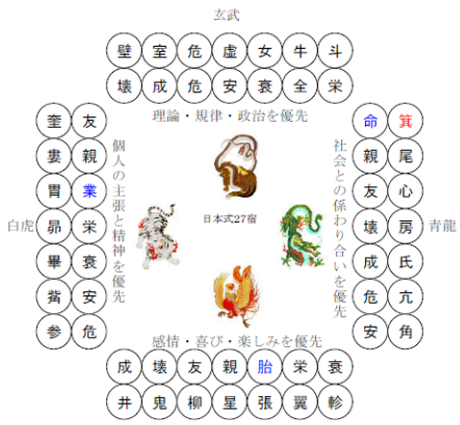 玄武
壁 室 危 虚 女 牛 斗
壊 成 危 安 衰 全 栄
理論・規律・政治を優先
奎 友
婁 親
胃 業
昴 栄
畢 衰
觜 安
参 危
白虎
個人の主張と精神を優先
日本式27宿
社会との係わり合いを優先
命 箕
親 尾
友 心
壊 房
成 氐
危 亢
安 角
青龍
感情・喜び・楽しみを優先
成 壊 友 親 胎 栄 衰
井 鬼 柳 星 張 翼 軫